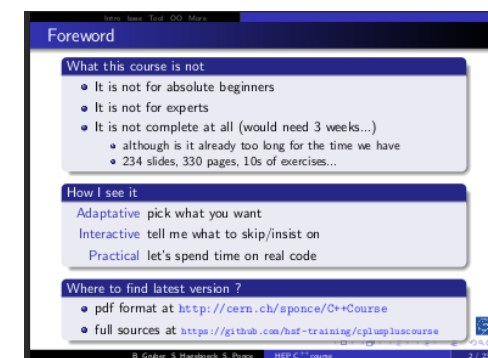 Intro base Tool OO More
Foreword
What this course is not
It is not for absolute beginners
It is not for experts
It is not complete at all (would need 3 weeks...)
although is it already too long for the time we have
234 slides, 330 pages, 10s of exercises...
How I see it
Adaptative pick what you want
Interactive tell me what to skip/insist on
Practical let's spend time on real code
Where to find latest version ?
pdf format at http://cern.ch/sponce/C++Course
full sources at https://github.com/hsf-training/cpluspluscourse
B. Gruber, S. Hageboeck, S. Ponce HEP C++ course 2 /